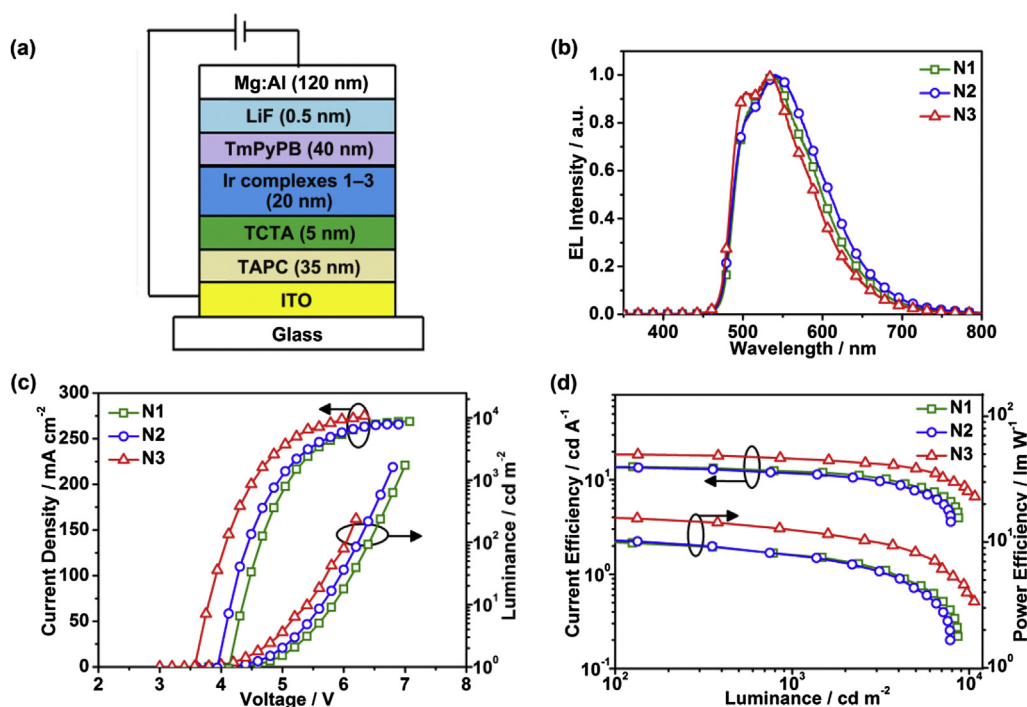 (a)
Mg:Al (120 nm)
LiF (0.5 nm)
TmPyPB (40 nm)
Ir complexes 1–3
(20 nm)
TCTA (5 nm)
TAPC (35 nm)
ITO
Glass
(b)
N1
N2
N3
EL Intensity / a.u.
1.0
0.8
0.6
0.4
0.2
0.0
400 500 600 700 800
Wavelength / nm
(c)
N1
N2
N3
Current Density / mA cm-2
300
275
250
225
200
175
150
125
100
75
50
25
0
2 3 4 5 6 7 8
Voltage / V
10^4
10^3
10^2
10^1
10^0
Luminance / cd m-2
(d)
N1
N2
N3
Current Efficiency / cd A-1
10^1
10^0
10^-1
10^2 10^3 10^4
Luminance / cd m-2
10^2
10^1
10^0
Power Efficiency / lm W-1